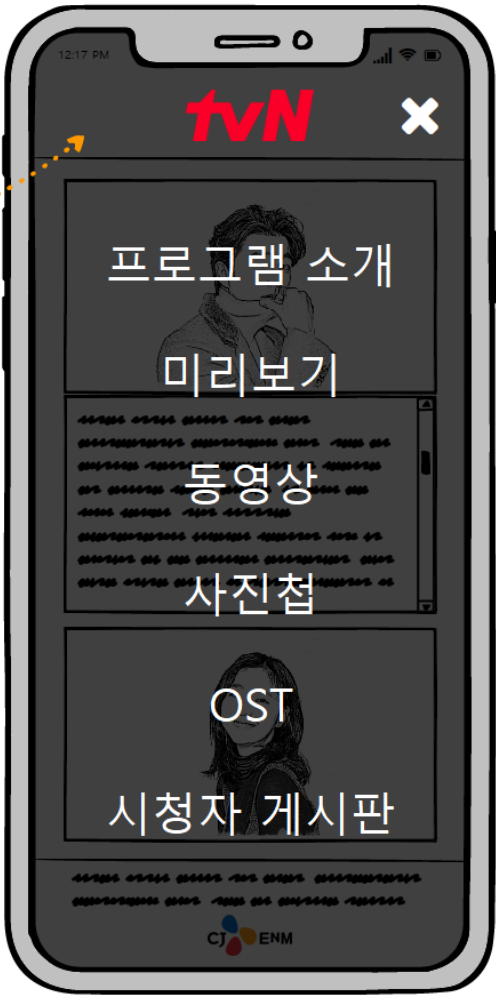 12:17 PM
tvN
프로그램 소개
미리보기
동영상
사진첩
OST
시청자 게시판
CJ ENM